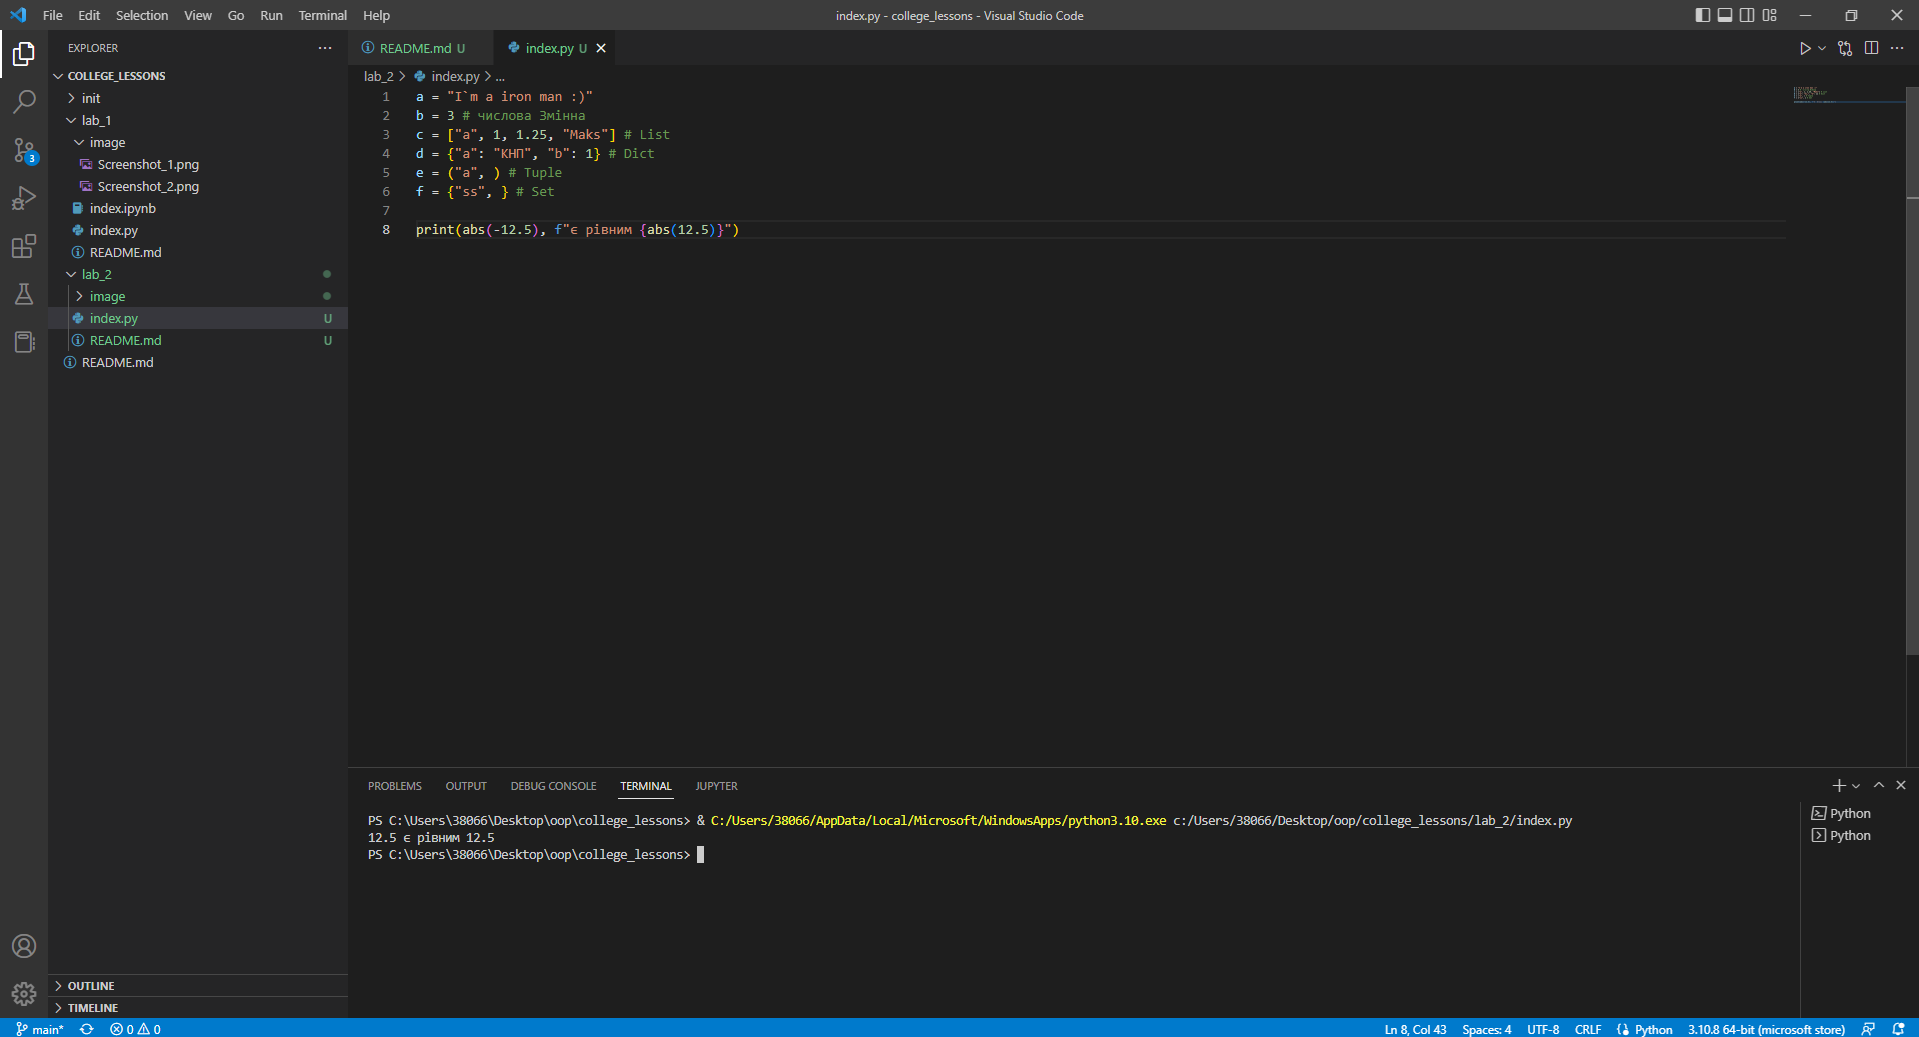 File Edit Selection View Go Run Terminal Help
index.py - college_lessons - Visual Studio Code
EXPLORER
COLLEGE_LESSONS
init
lab_1
image
Screenshot_1.png
Screenshot_2.png
index.ipynb
index.py
README.md
lab_2
image
index.py U
README.md U
README.md
3
README.md U
index.py U
lab_2 > index.py > ...
1 a = "I`m a iron man :)"
2 b = 3 # числова Змінна
3 c = ["a", 1, 1.25, "Maks"] # List
4 d = {"a": "КНП", "b": 1} # Dict
5 e = ("a", ) # Tuple
6 f = {"ss", } # Set
7
8 print(abs(-12.5), f"є рівним {abs(12.5)}")
PROBLEMS OUTPUT DEBUG CONSOLE TERMINAL JUPYTER
PS C:\Users\38066\Desktop\oop\college_lessons> & C:/Users/38066/AppData/Local/Microsoft/WindowsApps/python3.10.exe c:/Users/38066/Desktop/oop/college_lessons/lab_2/index.py
12.5 є рівним 12.5
PS C:\Users\38066\Desktop\oop\college_lessons>
Python
Python
OUTLINE
TIMELINE
main* 0 0
Ln 8, Col 43 Spaces: 4 UTF-8 CRLF Python 3.10.8 64-bit (microsoft store)